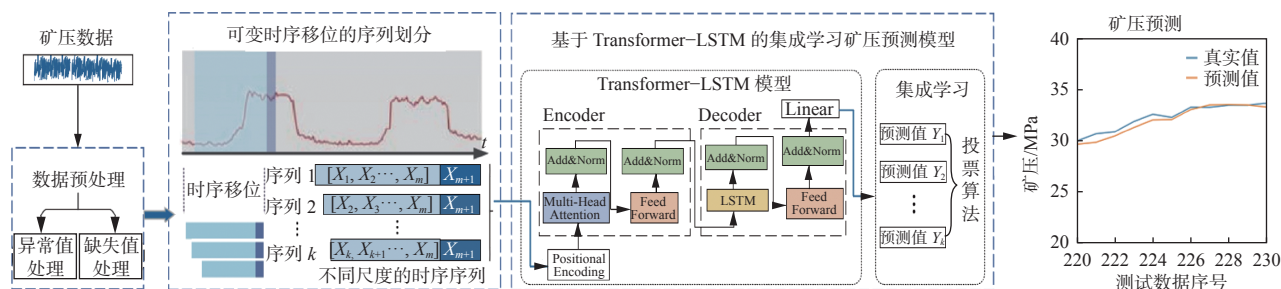 矿压数据
数据预处理
异常值
处理
缺失值
处理
可变时序移位的序列划分
t
时序移位
序列 1 [X1, X2···, Xm] Xm+1
序列 2 [X2, X3···, Xm] Xm+1
⋮ ⋮
序列 k [Xk, Xk+1 ···, Xm] Xm+1
不同尺度的时序序列
基于 Transformer−LSTM 的集成学习矿压预测模型
Transformer−LSTM 模型
Encoder
Add&Norm
Multi-Head
Attention
Add&Norm
Feed
Forward
Positional
Encoding
Decoder
Linear
Add&Norm
LSTM
Add&Norm
Feed
Forward
集成学习
预测值 Y1
预测值 Y2
⋮
预测值 Yk
投票算法
矿压预测
真实值
预测值
矿压/MPa
40
35
30
25
20
220 222 224 226 228 230
测试数据序号